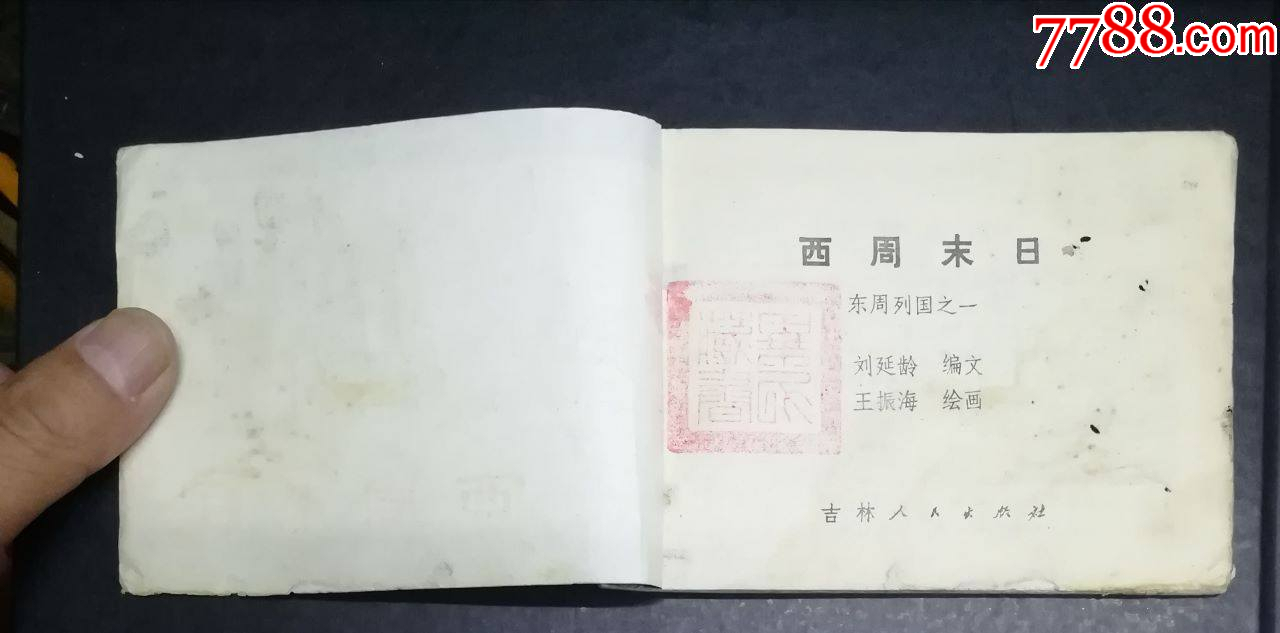 7788.com
西周末日
东周列国之一
刘延龄 编文
王振海 绘画
吉林人民出版社